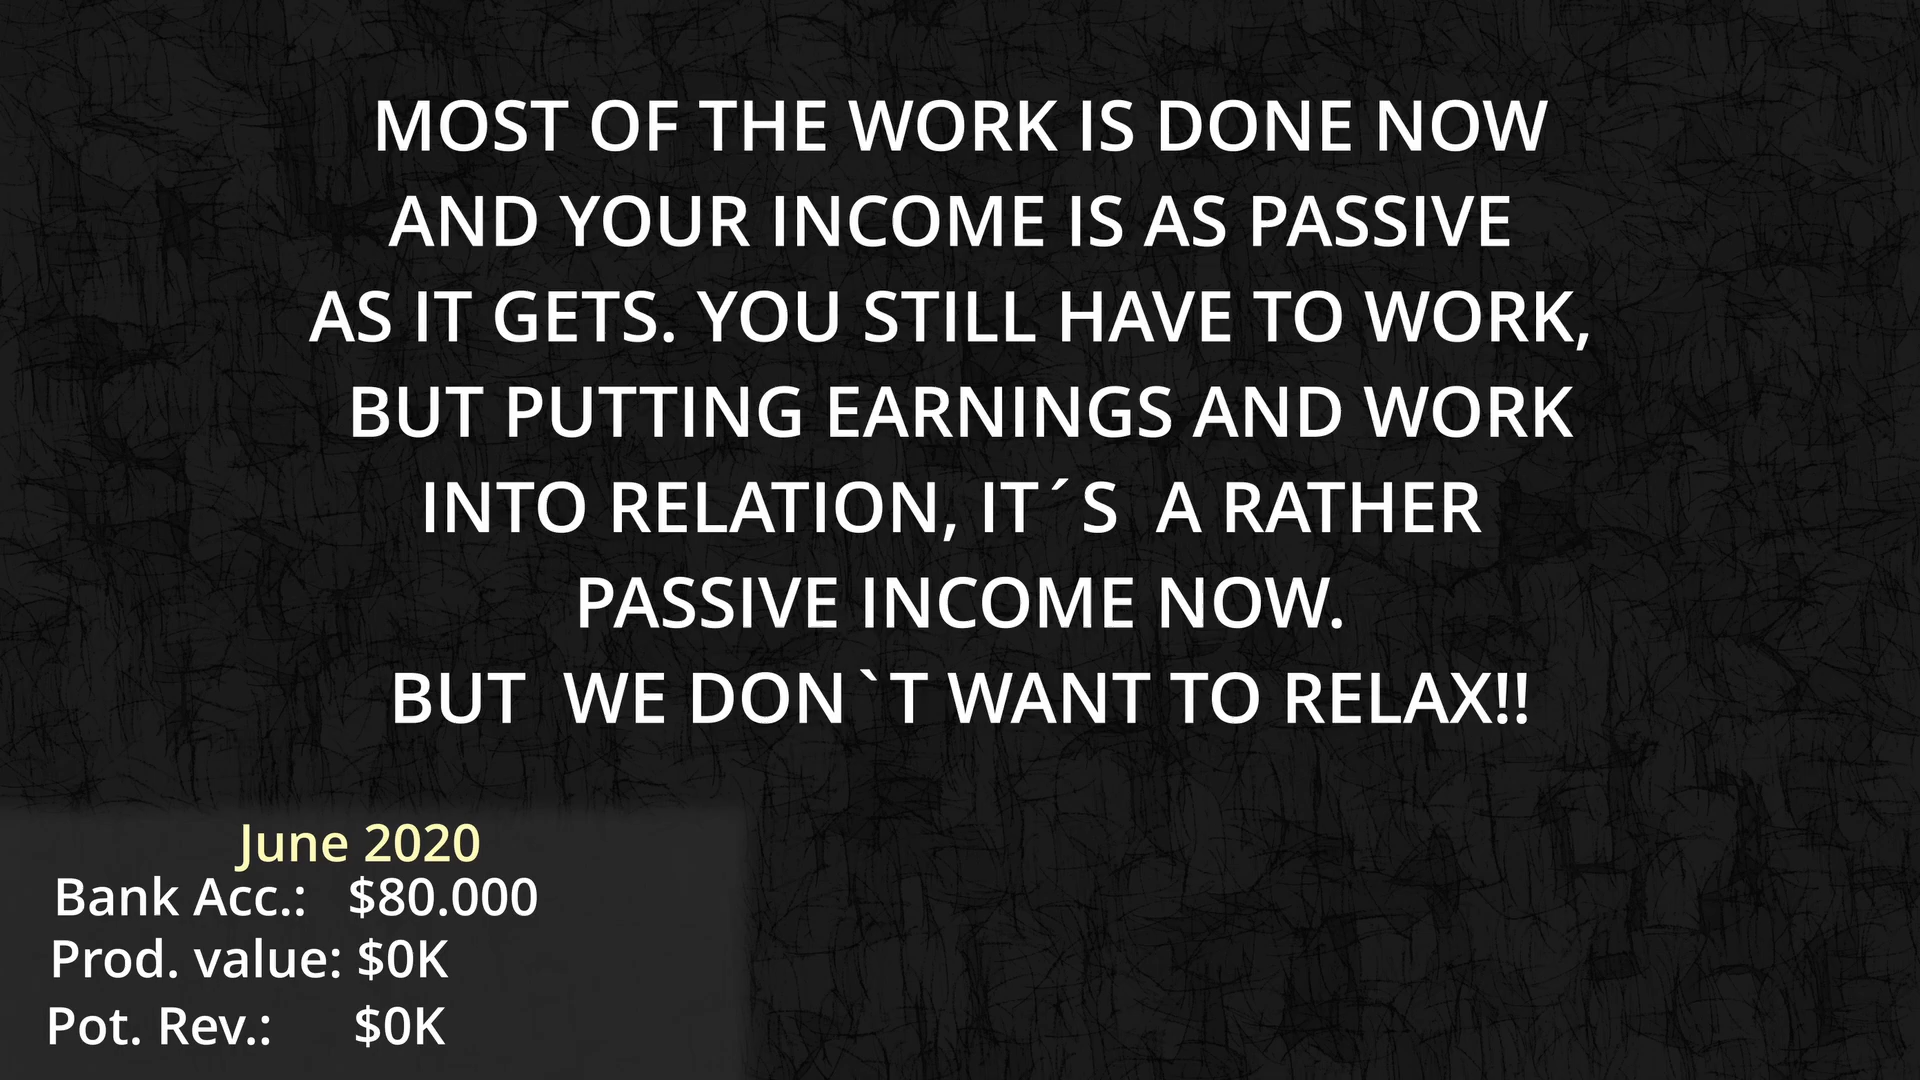 MOST OF THE WORK IS DONE NOW
AND YOUR INCOME IS AS PASSIVE
AS IT GETS. YOU STILL HAVE TO WORK,
BUT PUTTING EARNINGS AND WORK
INTO RELATION, IT´S  A RATHER
PASSIVE INCOME NOW.
BUT  WE DON`T WANT TO RELAX!!
June 2020
Bank Acc.:   $80.000
Prod. value: $0K
Pot. Rev.:      $0K